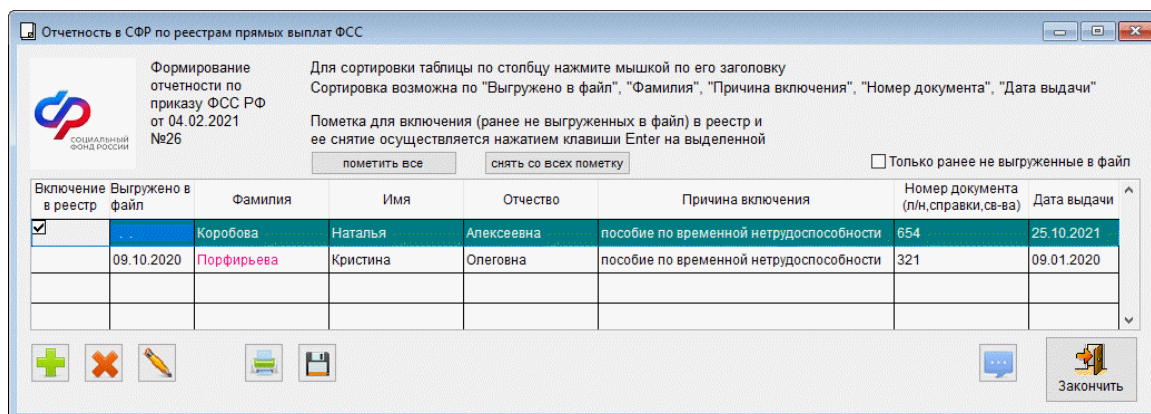 Отчетность в СФР по реестрам прямых выплат ФСС
Формирование
отчетности по
приказу ФСС РФ
от 04.02.2021
№26
СОЦИАЛЬНЫЙ
ФОНД РОССИИ
Для сортировки таблицы по столбцу нажмите мышкой по его заголовку
Сортировка возможна по "Выгружено в файл", "Фамилия", "Причина включения", "Номер документа", "Дата выдачи"
Пометка для включения (ранее не выгруженных в файл) в реестр и
ее снятие осуществляется нажатием клавиши Enter на выделенной
пометить все
снять со всех пометку
Только ранее не выгруженные в файл
Включение в реестр Выгружено в файл Фамилия Имя Отчество Причина включения Номер документа (л/н,справки,св-ва) Дата выдачи
. . Коробова Наталья Алексеевна пособие по временной нетрудоспособности 654 25.10.2021
09.10.2020 Порфирьева Кристина Олеговна пособие по временной нетрудоспособности 321 09.01.2020
Закончить